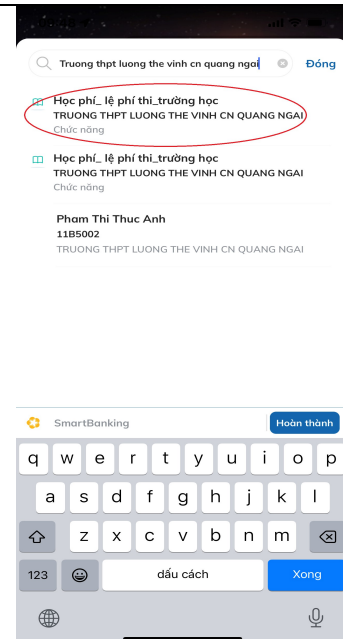 Truong thpt luong the vinh cn quang ngai
Đóng
Học phí_ lệ phí thi_trường học
TRUONG THPT LUONG THE VINH CN QUANG NGAI
Chức năng
Học phí_ lệ phí thi_trường học
TRUONG THPT LUONG THE VINH CN QUANG NGAI
Chức năng
Pham Thi Thuc Anh
11B5002
TRUONG THPT LUONG THE VINH CN QUANG NGAI
SmartBanking
Hoàn thành
q w e r t y u i o p
a s d f g h j k l
z x c v b n m
123 dấu cách Xong